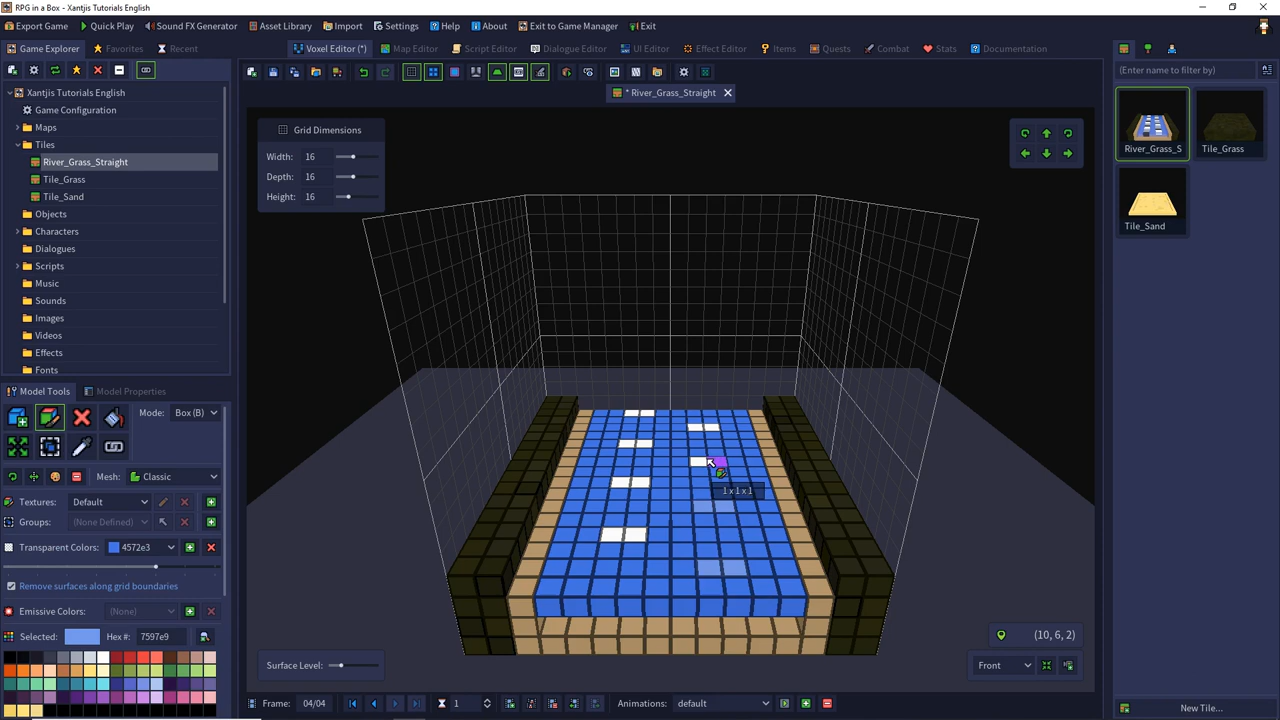 RPG in a Box - Xantjis Tutorials English
Export Game Quick Play Sound FX Generator Asset Library Import Settings Help About Exit to Game Manager Exit
Game Explorer Favorites Recent Voxel Editor (*) Map Editor Script Editor Dialogue Editor UI Editor Effect Editor Items Quests Combat Stats Documentation
(Enter name to filter by)
* River_Grass_Straight
Xantjis Tutorials English
Game Configuration
Maps
Tiles
River_Grass_Straight
Tile_Grass
Tile_Sand
Objects
Characters
Dialogues
Scripts
Music
Sounds
Images
Videos
Effects
Fonts
Grid Dimensions
Width: 16
Depth: 16
Height: 16
River_Grass_S Tile_Grass
Tile_Sand
Model Tools Model Properties
Mode: Box (B)
Mesh: Classic
Textures: Default
Groups: (None Defined)
Transparent Colors: 4572e3
Remove surfaces along grid boundaries
Emissive Colors: (None)
Selected: Hex #: 7597e9
1 x 1 x 1
(10, 6, 2)
Surface Level:
Front
Frame: 04/04 1 Animations: default
New Tile...